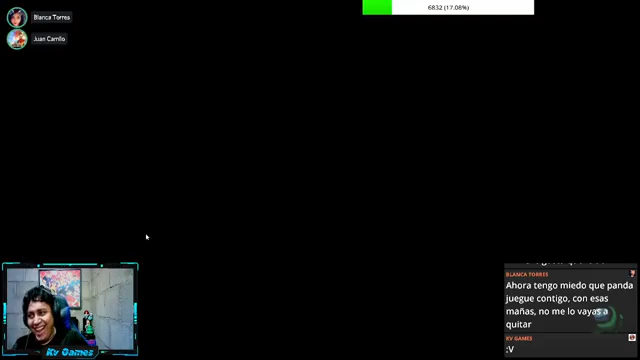 Blanca Torres
Juan Carrllo
6832 (17.08%)
BLANCA TORRES
Ahora tengo miedo que panda
juegue contigo, con esas
mañas, no me lo vayas a
quitar
KV GAMES
:V
Kv Games